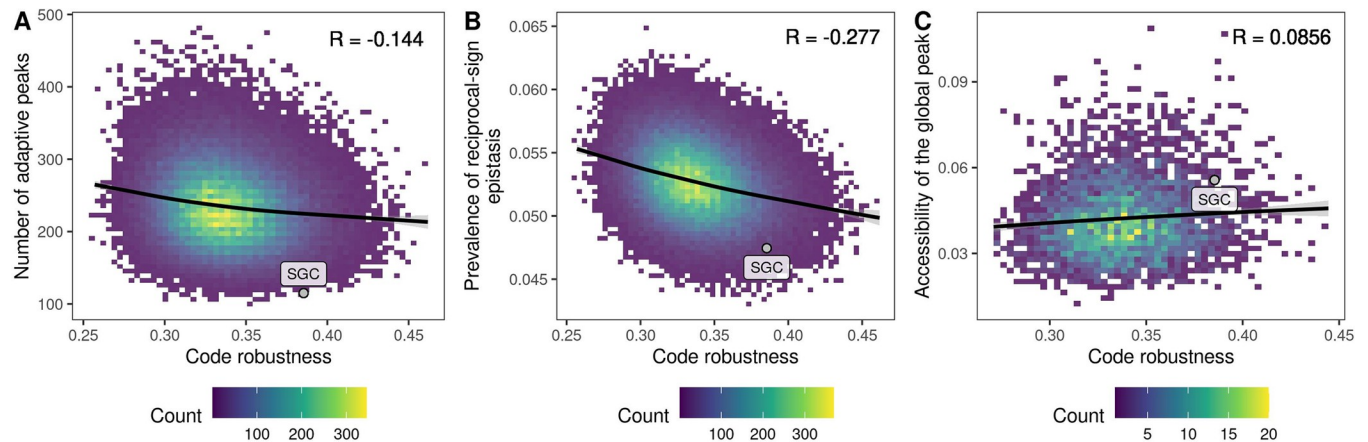 A
Number of adaptive peaks
500
400
300
200
100
R = -0.144
SGC
0.25 0.30 0.35 0.40 0.45
Code robustness
Count
100 200 300
B
Prevalence of reciprocal-sign
epistasis
0.065
0.060
0.055
0.050
0.045
R = -0.277
SGC
0.25 0.30 0.35 0.40 0.45
Code robustness
Count
100 200 300
C
Accessibility of the global peak
0.09
0.06
0.03
R = 0.0856
SGC
0.30 0.35 0.40 0.45
Code robustness
Count
5 10 15 20